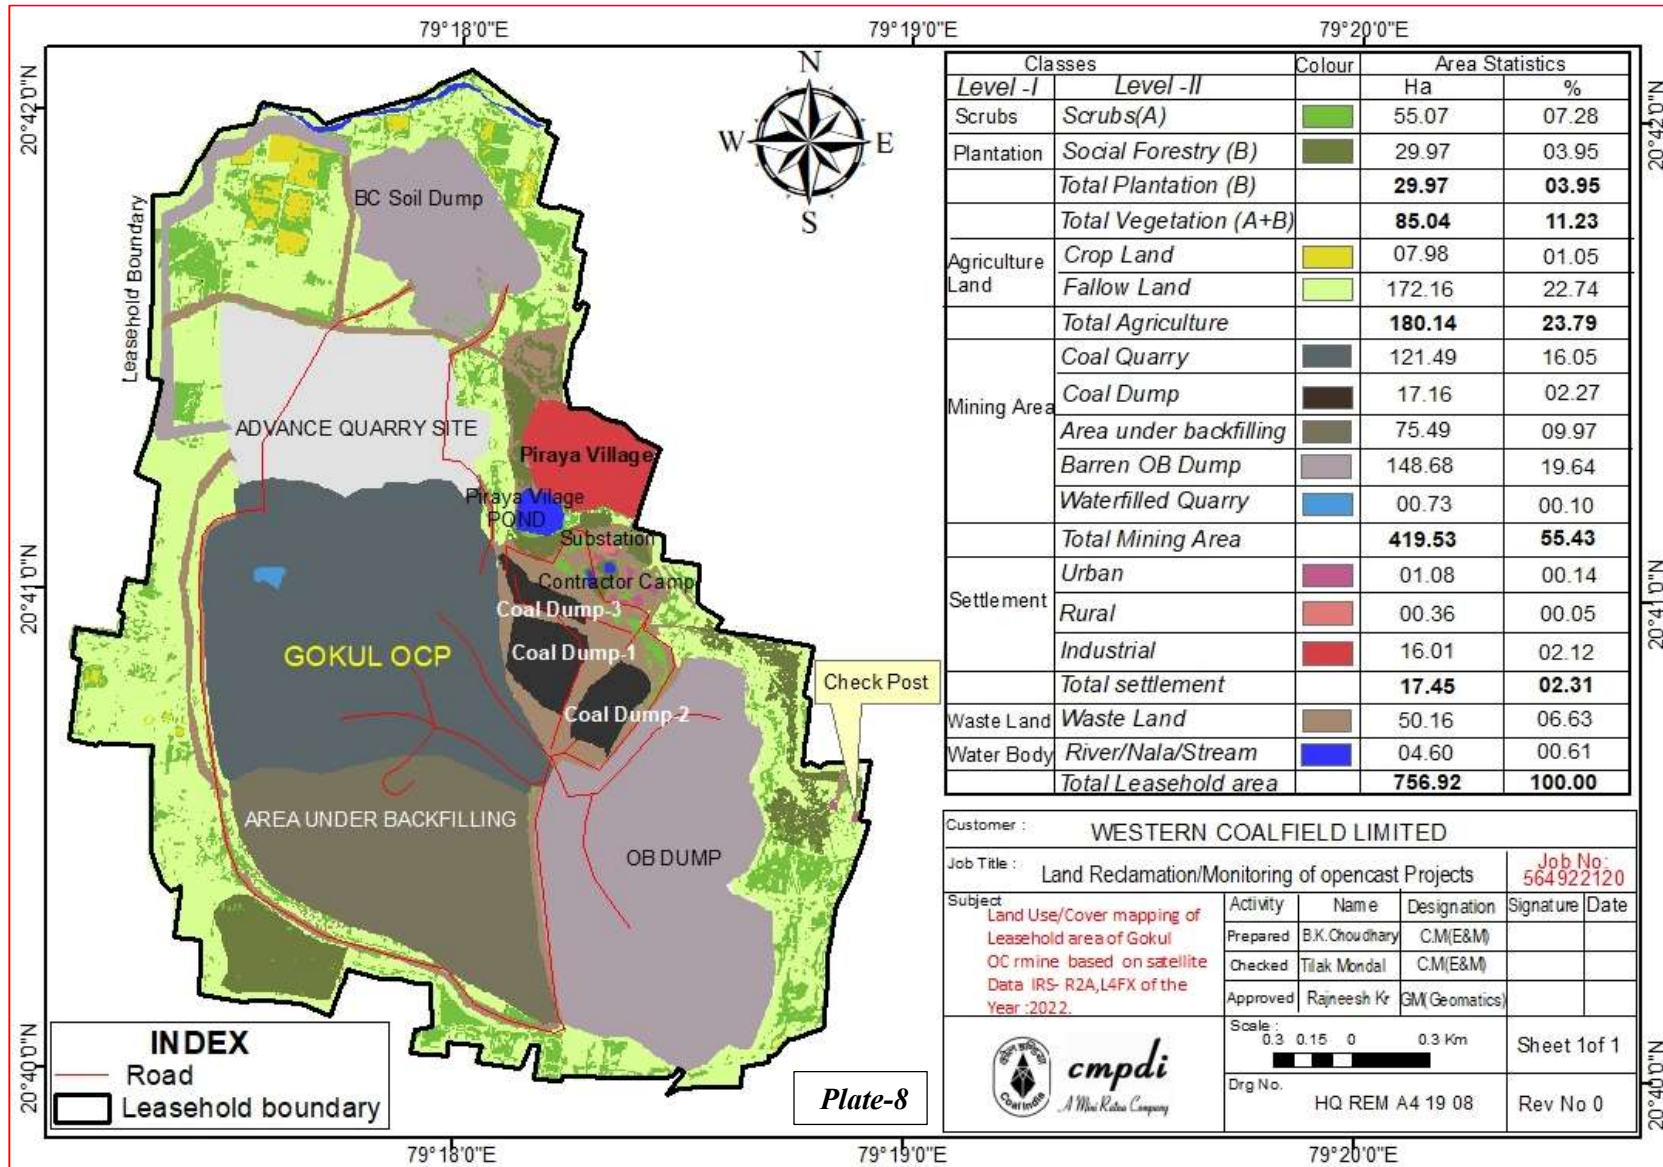 79°18'0"E
79°19'0"E
79°20'0"E
20°42'0"N
20°41'0"N
20°40'0"N
20°42'0"N
20°41'0"N
20°40'0"N
79°18'0"E
79°19'0"E
79°20'0"E
N
W
E
S
Leasehold Boundary
BC Soil Dump
ADVANCE QUARRY SITE
Piraya Village
Piraya Vilage
POND
Substation
Contractor Camp
Coal Dump-3
Coal Dump-1
Coal Dump-2
GOKUL OCP
Check Post
AREA UNDER BACKFILLING
OB DUMP
INDEX
Road
Leasehold boundary
Plate-8
Classes Colour Area Statistics
Level -I Level -II Ha %
Scrubs Scrubs(A) 55.07 07.28
Plantation Social Forestry (B) 29.97 03.95
Total Plantation (B) 29.97 03.95
Total Vegetation (A+B) 85.04 11.23
Agriculture Land Crop Land 07.98 01.05
Fallow Land 172.16 22.74
Total Agriculture 180.14 23.79
Mining Area Coal Quarry 121.49 16.05
Coal Dump 17.16 02.27
Area under backfilling 75.49 09.97
Barren OB Dump 148.68 19.64
Waterfilled Quarry 00.73 00.10
Total Mining Area 419.53 55.43
Settlement Urban 01.08 00.14
Rural 00.36 00.05
Industrial 16.01 02.12
Total settlement 17.45 02.31
Waste Land Waste Land 50.16 06.63
Water Body River/Nala/Stream 04.60 00.61
Total Leasehold area 756.92 100.00
Customer : WESTERN COALFIELD LIMITED
Job Title : Land Reclamation/Monitoring of opencast Projects
Job No:
564922120
Subject
Land Use/Cover mapping of
Leasehold area of Gokul
OC rmine based on satellite
Data IRS- R2A,L4FX of the
Year :2022.
Activity Name Designation Signature Date
Prepared B.K.Choudhary C.M(E&M)
Checked Tilak Mondal C.M(E&M)
Approved Rajneesh Kr GM(Geomatics)
कोल इण्डिया
Coal India
cmpdi
A Mini Ratna Company
Scale :
0.3 0.15 0 0.3 Km
Sheet 1of 1
Drg No.
HQ REM A4 19 08
Rev No 0